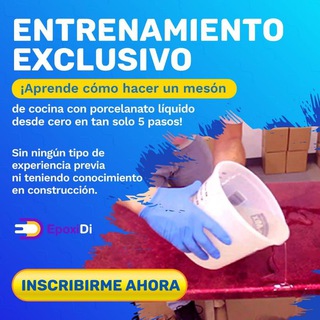 ENTRENAMIENTO
EXCLUSIVO
¡Aprende cómo hacer un mesón
de cocina con porcelanato líquido
desde cero en tan solo 5 pasos!
Sin ningún tipo de
experiencia previa
ni teniendo conocimiento
en construcción.
EpoxiDi
INSCRIBIRME AHORA